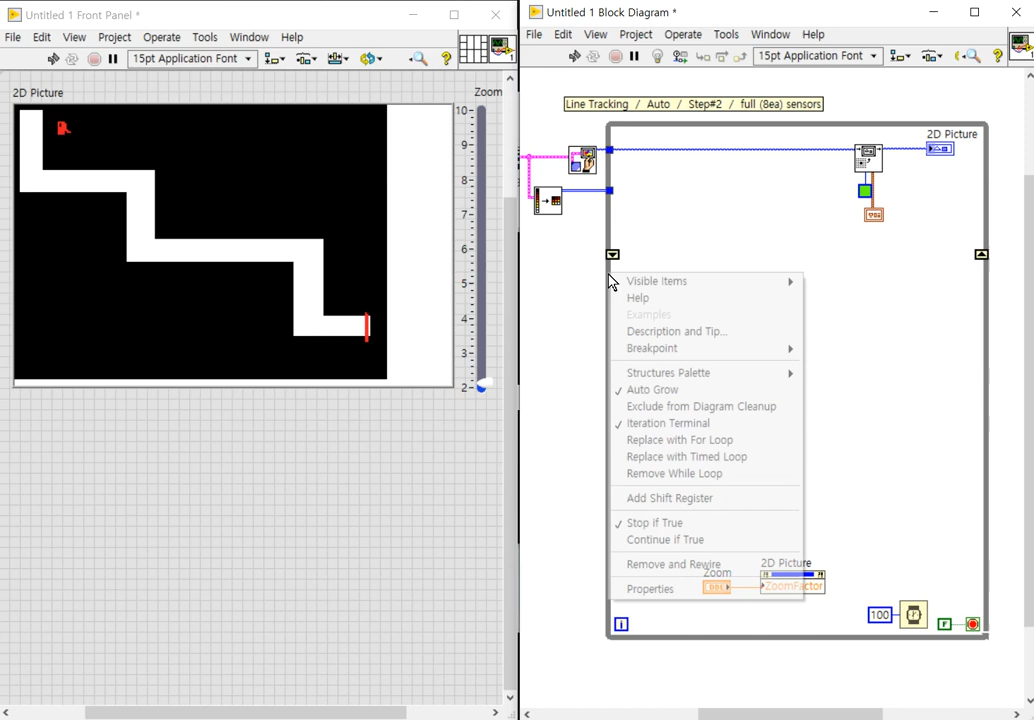 Untitled 1 Front Panel *
File Edit View Project Operate Tools Window Help
15pt Application Font
2D Picture
Zoom
10
9
8
7
6
5
4
3
2
Untitled 1 Block Diagram *
File Edit View Project Operate Tools Window Help
15pt Application Font
Line Tracking / Auto / Step#2 / full (8ea) sensors
2D Picture
Visible Items
Help
Examples
Description and Tip...
Breakpoint
Structures Palette
Auto Grow
Exclude from Diagram Cleanup
Iteration Terminal
Replace with For Loop
Replace with Timed Loop
Remove While Loop
Add Shift Register
Stop if True
Continue if True
Remove and Rewire
Properties
Zoom
2D Picture
ZoomFactor
i
100
F